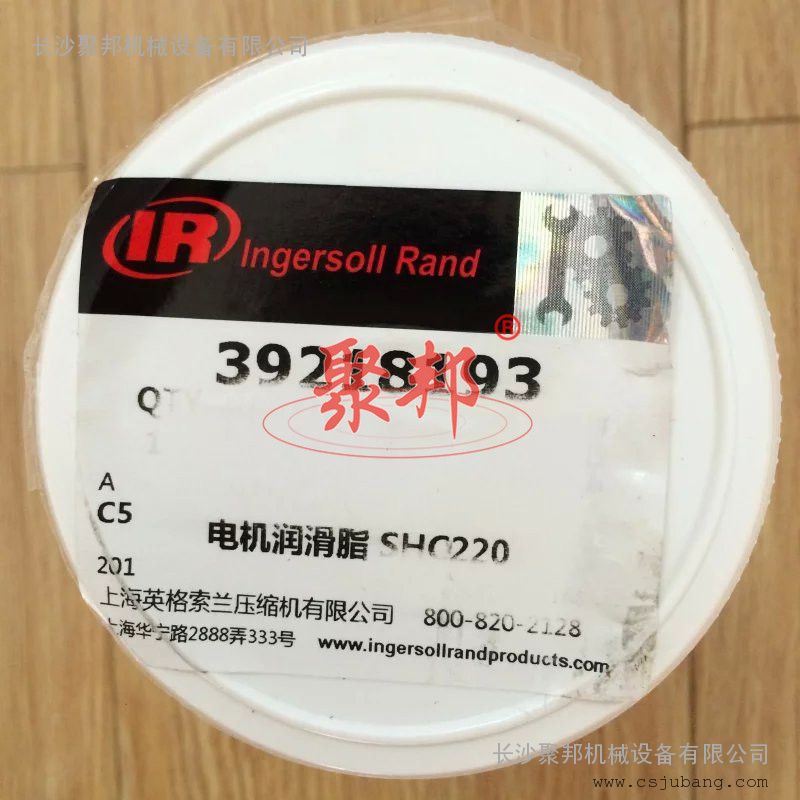 长沙聚邦机械设备有限公司
IR Ingersoll Rand
®
聚邦
QTY
1
A
C5
电机润滑脂 SHC220
201
上海英格索兰压缩机有限公司 800-820-2128
上海华宁路2888弄333号 www.ingersollrandproducts.com
长沙聚邦机械设备有限公司
www.csjubang.com